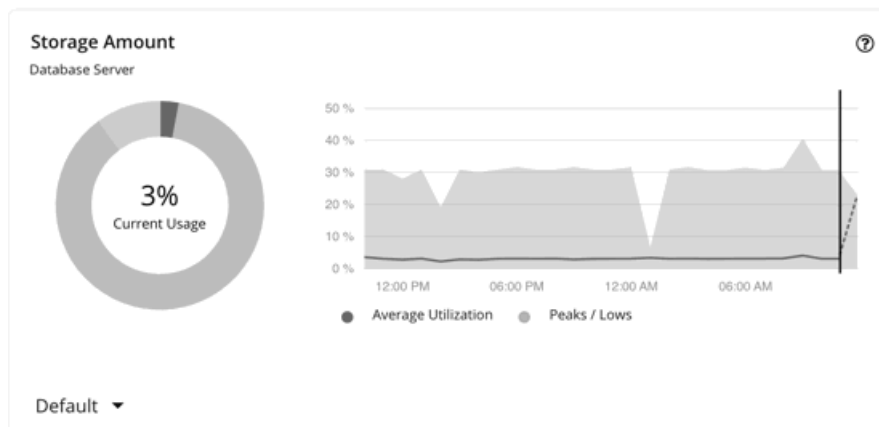 Storage Amount
Database Server
3%
Current Usage
50 %
40 %
30 %
20 %
10 %
0 %
12:00 PM 06:00 PM 12:00 AM 06:00 AM
Average Utilization Peaks / Lows
Default